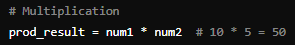 # Multiplication
prod_result = num1 * num2  # 10 * 5 = 50